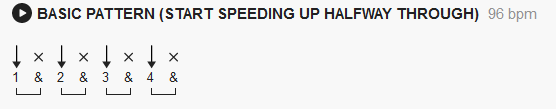 BASIC PATTERN (START SPEEDING UP HALFWAY THROUGH) 96 bpm
↓ × ↓ × ↓ × ↓ ×
1 & 2 & 3 & 4 &